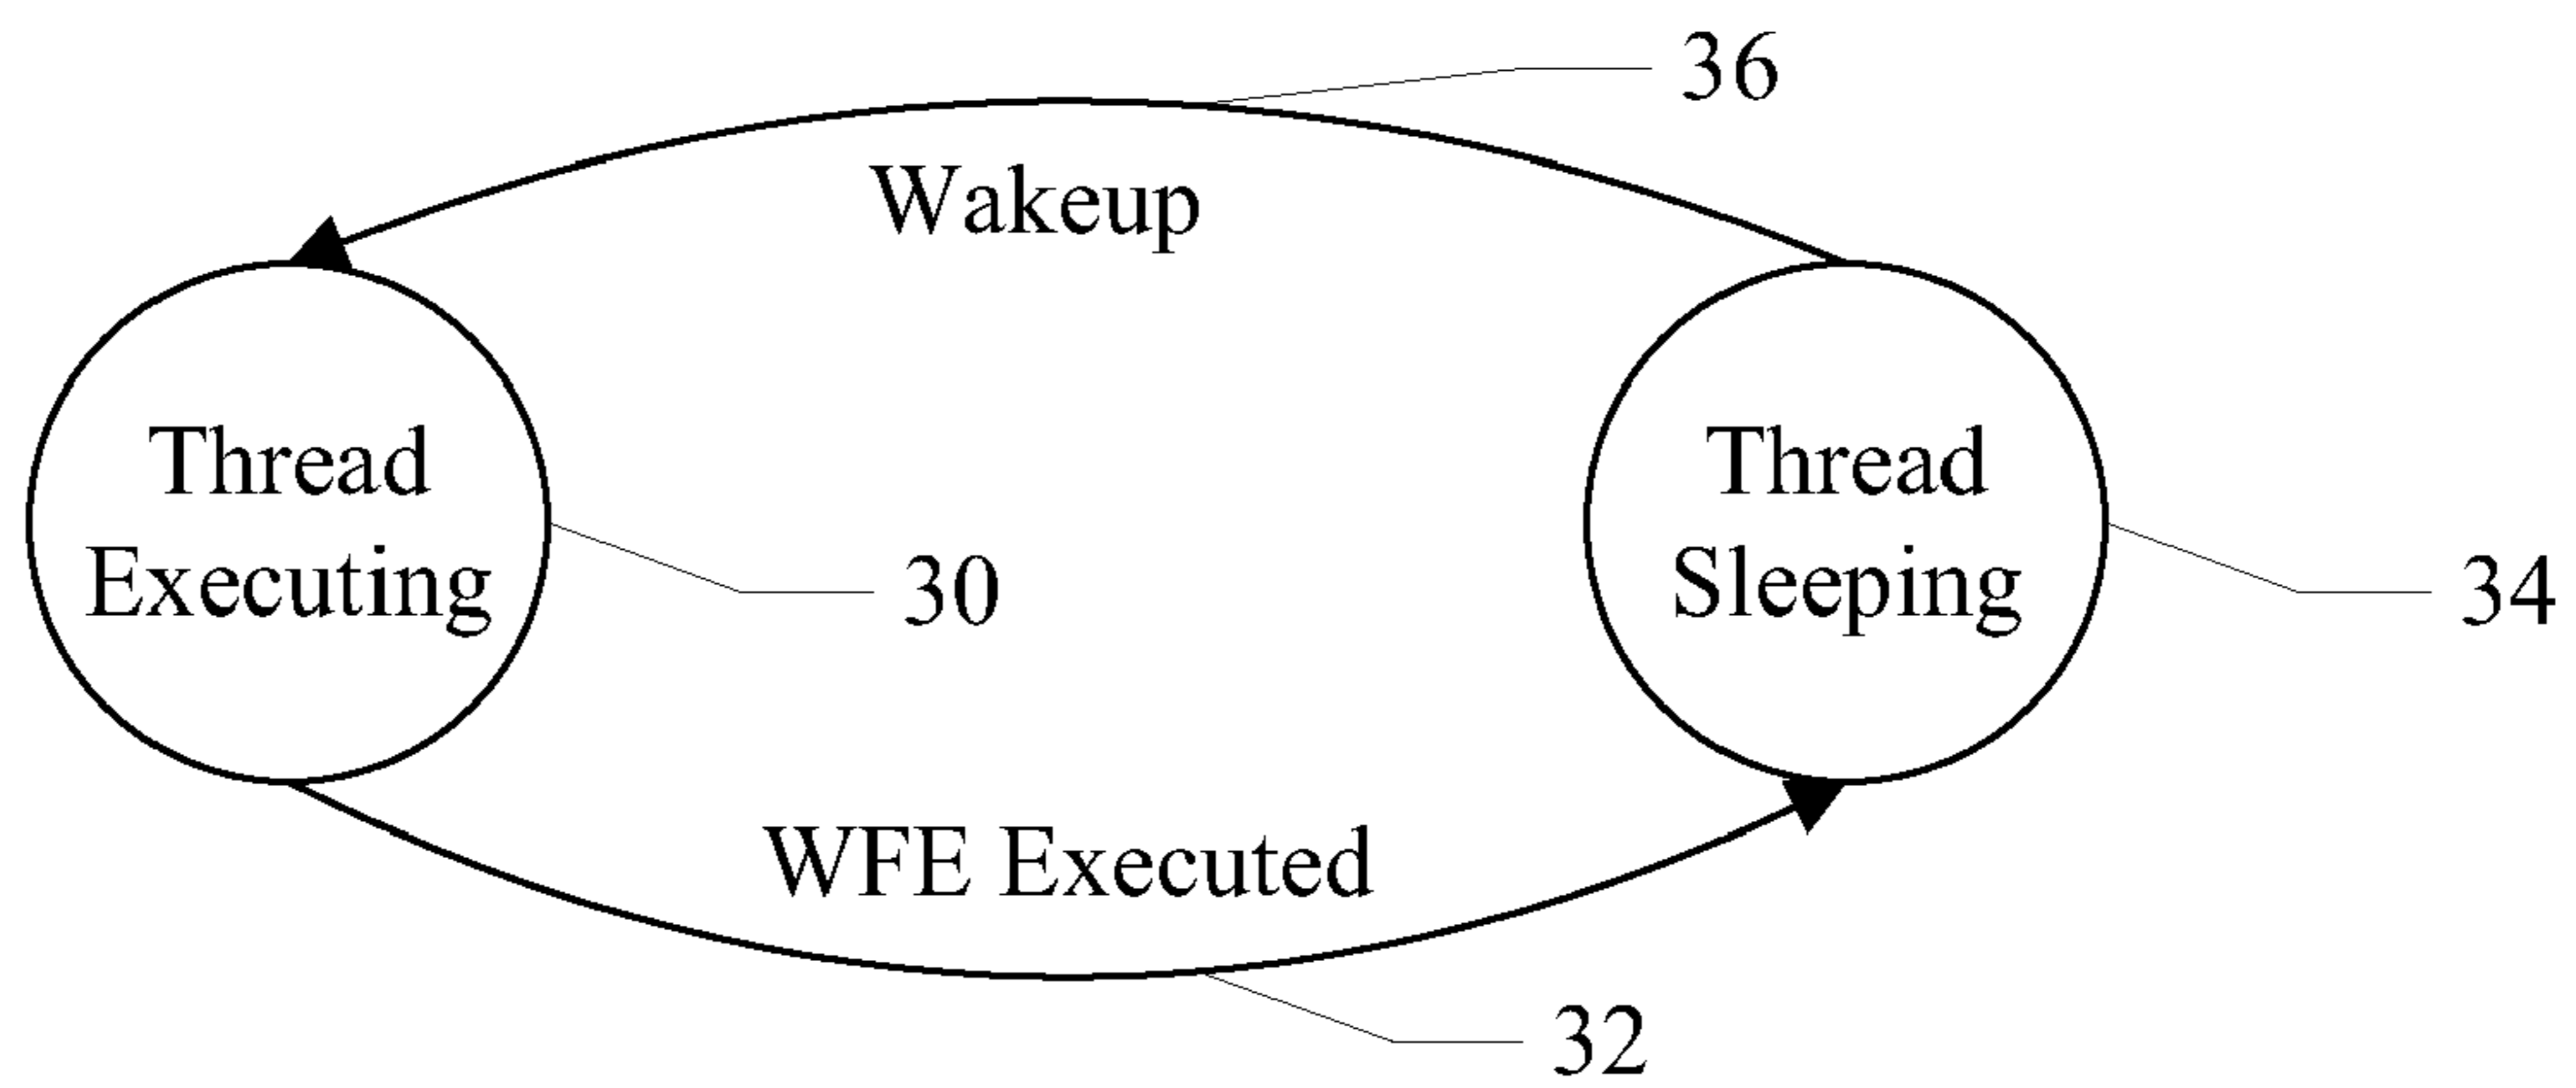 36
Wakeup
Thread
Executing
30
Thread
Sleeping
34
WFE Executed
32